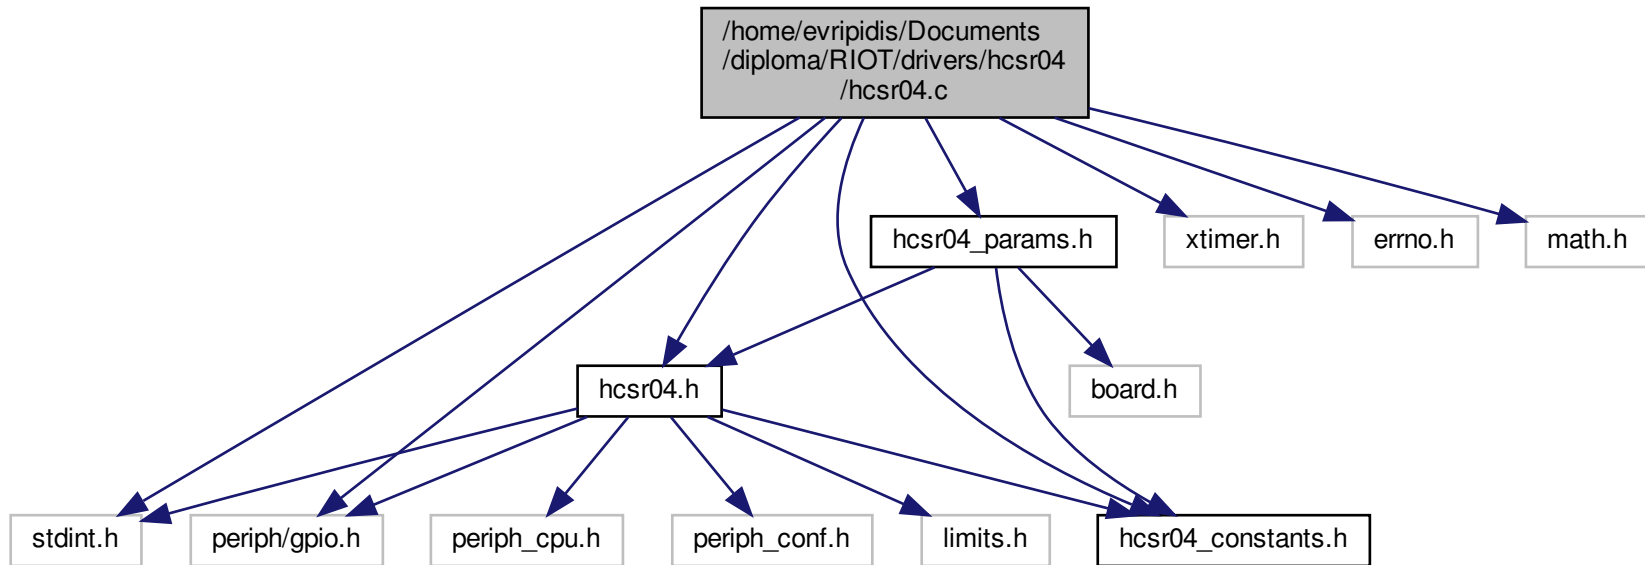 /home/evripidis/Documents
/diploma/RIOT/drivers/hcsr04
/hcsr04.c
hcsr04_params.h
xtimer.h
errno.h
math.h
hcsr04.h
board.h
stdint.h
periph/gpio.h
periph_cpu.h
periph_conf.h
limits.h
hcsr04_constants.h